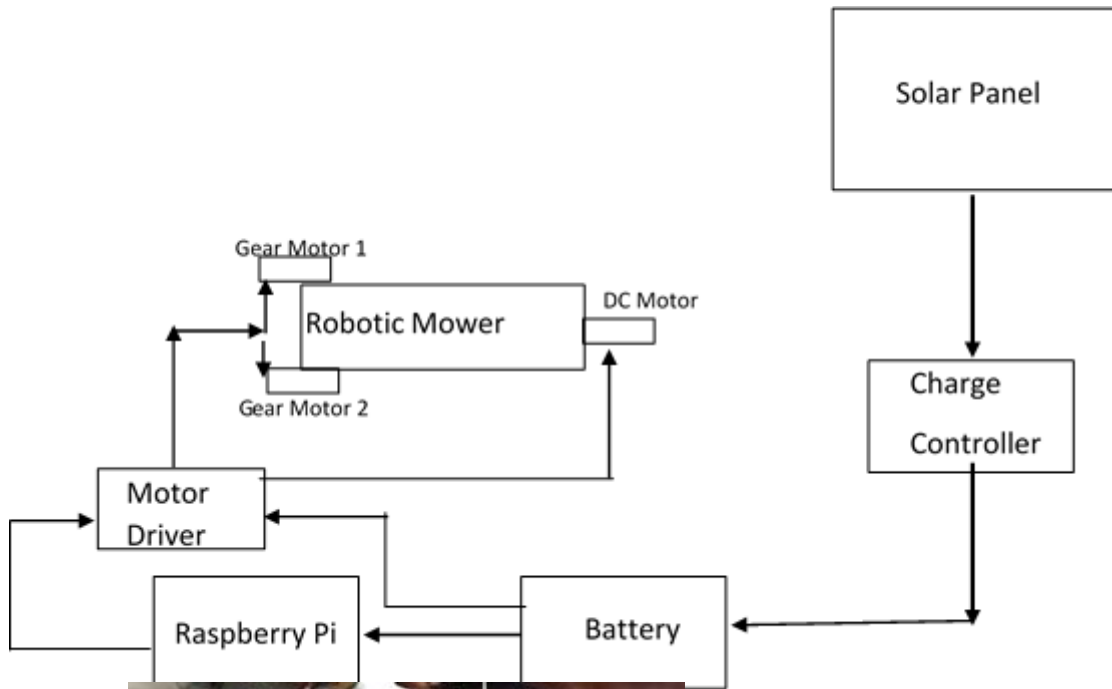 Solar Panel
Gear Motor 1
DC Motor
Robotic Mower
Gear Motor 2
Charge
Controller
Motor
Driver
Raspberry Pi
Battery